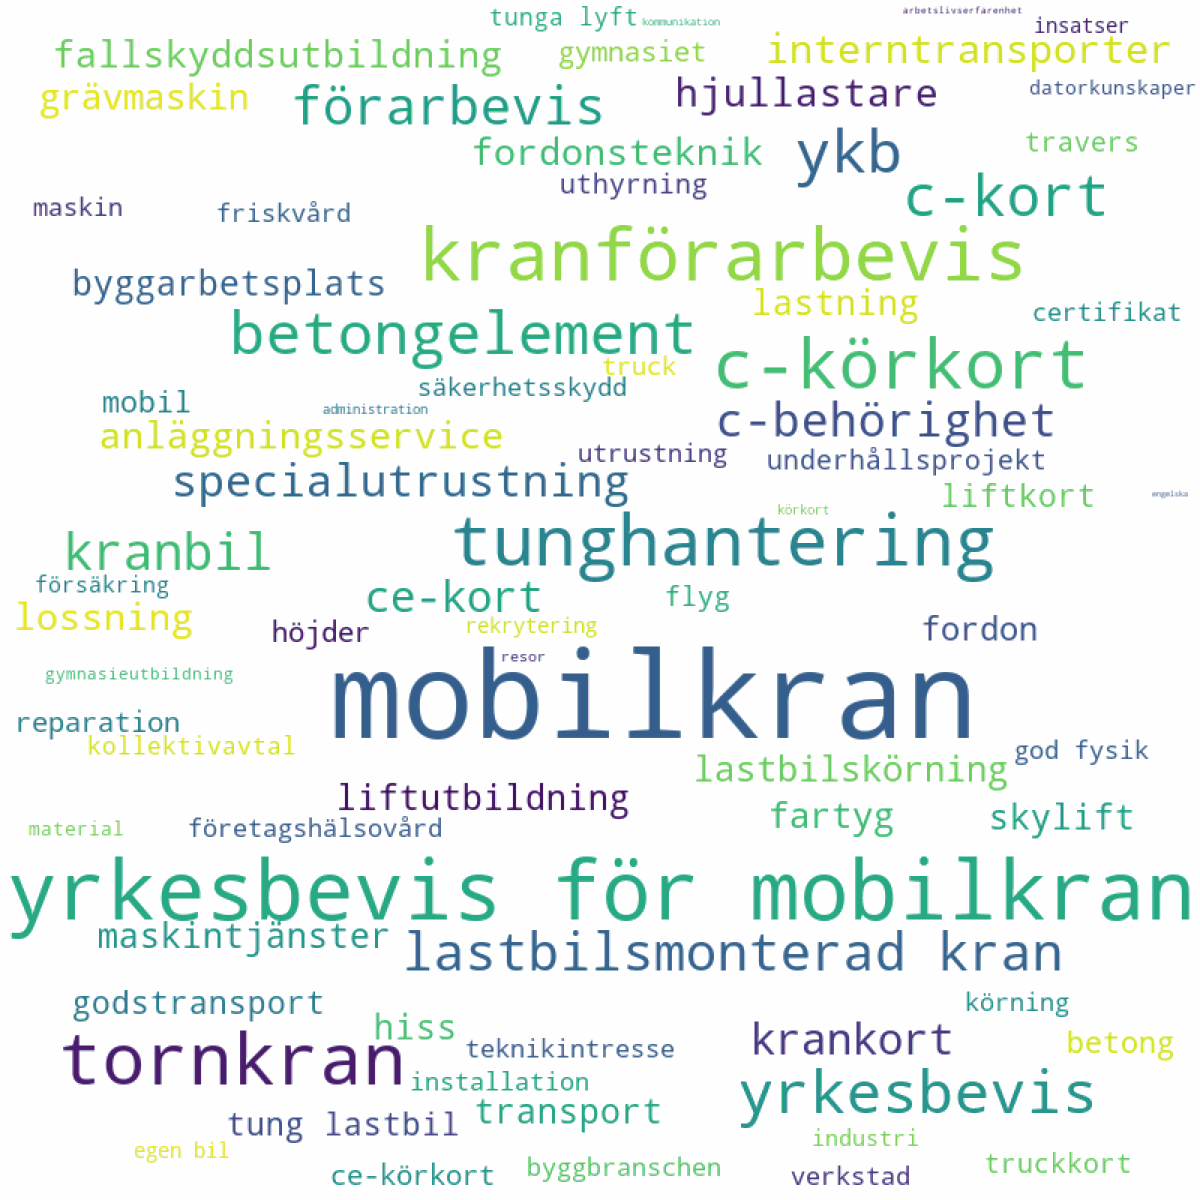 tunga lyft
kommunikation
arbetslivserfarenhet
insatser
fallskyddsutbildning
gymnasiet
interntransporter
grävmaskin
förarbevis
hjullastare
datorkunskaper
fordonsteknik
ykb
travers
uthyrning
c-kort
maskin
friskvård
kranförarbevis
byggarbetsplats
lastning
certifikat
betongelement
truck
c-körkort
säkerhetsskydd
mobil
administration
c-behörighet
anläggningsservice
utrustning
underhållsprojekt
specialutrustning
liftkort
engelska
körkort
kranbil
tunghantering
försäkring
ce-kort
flyg
lossning
höjder
rekrytering
fordon
resor
gymnasieutbildning
mobilkran
reparation
kollektivavtal
god fysik
lastbilskörning
liftutbildning
fartyg
skylift
material
företagshälsovård
yrkesbevis för mobilkran
maskintjänster
lastbilsmonterad kran
godstransport
körning
hiss
krankort
betong
tornkran
teknikintresse
installation
yrkesbevis
tung lastbil
transport
industri
egen bil
ce-körkort
byggbranschen
verkstad
truckkort